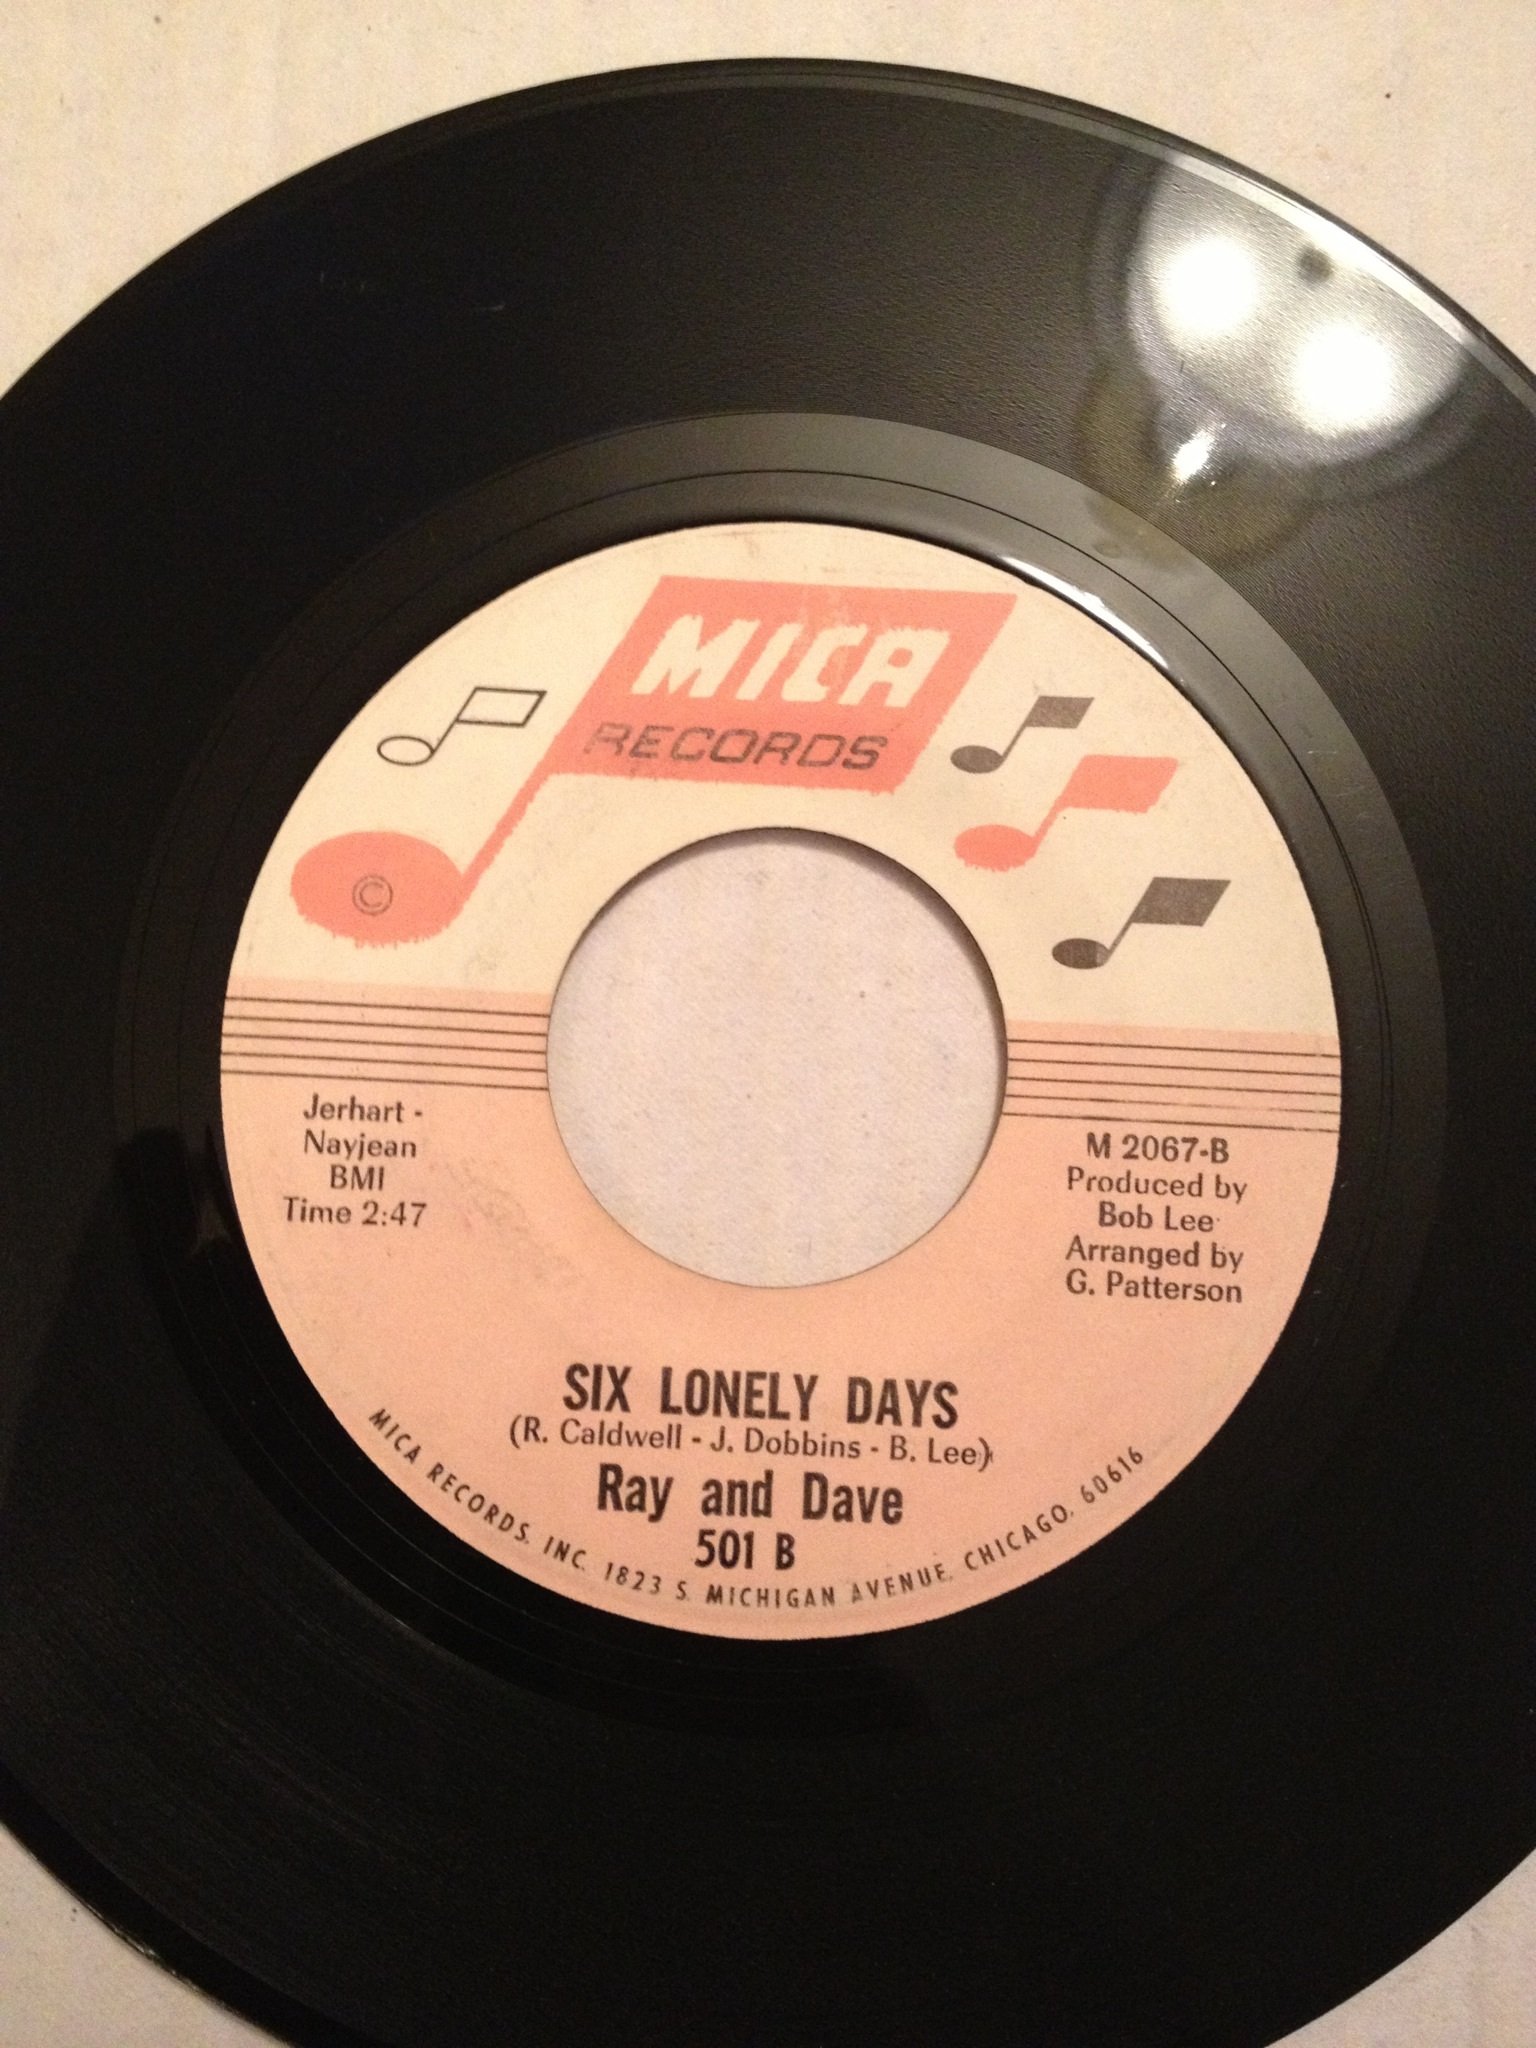 MICA
RECORDS
©
Jerhart -
Nayjean
BMI
Time 2:47
M 2067-B
Produced by
Bob Lee
Arranged by
G. Patterson
SIX LONELY DAYS
(R. Caldwell - J. Dobbins - B. Lee)
Ray and Dave
501 B
MICA RECORDS, INC. 1823 S. MICHIGAN AVENUE, CHICAGO, 60616